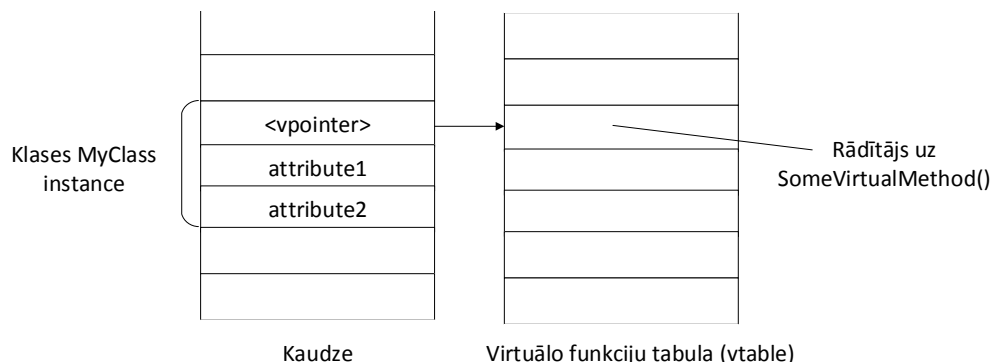 Klases MyClass
instance
<vpointer>
attribute1
attribute2
Rādītājs uz
SomeVirtualMethod()
Kaudze
Virtuālo funkciju tabula (vtable)